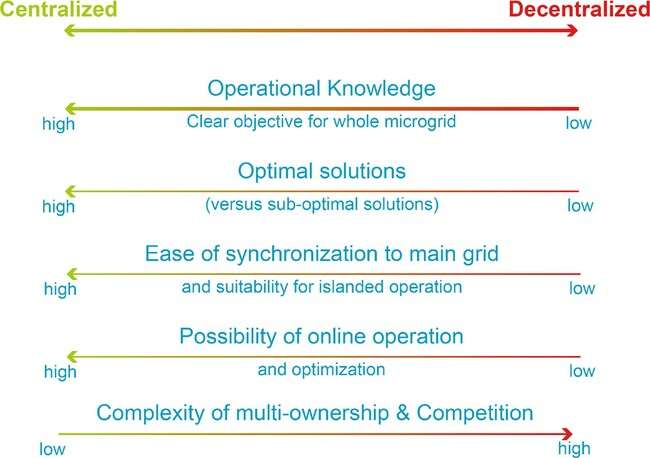 Centralized Decentralized
Operational Knowledge
high Clear objective for whole microgrid low
Optimal solutions
high (versus sub-optimal solutions) low
Ease of synchronization to main grid
high and suitability for islanded operation low
Possibility of online operation
high and optimization low
Complexity of multi-ownership & Competition
low high